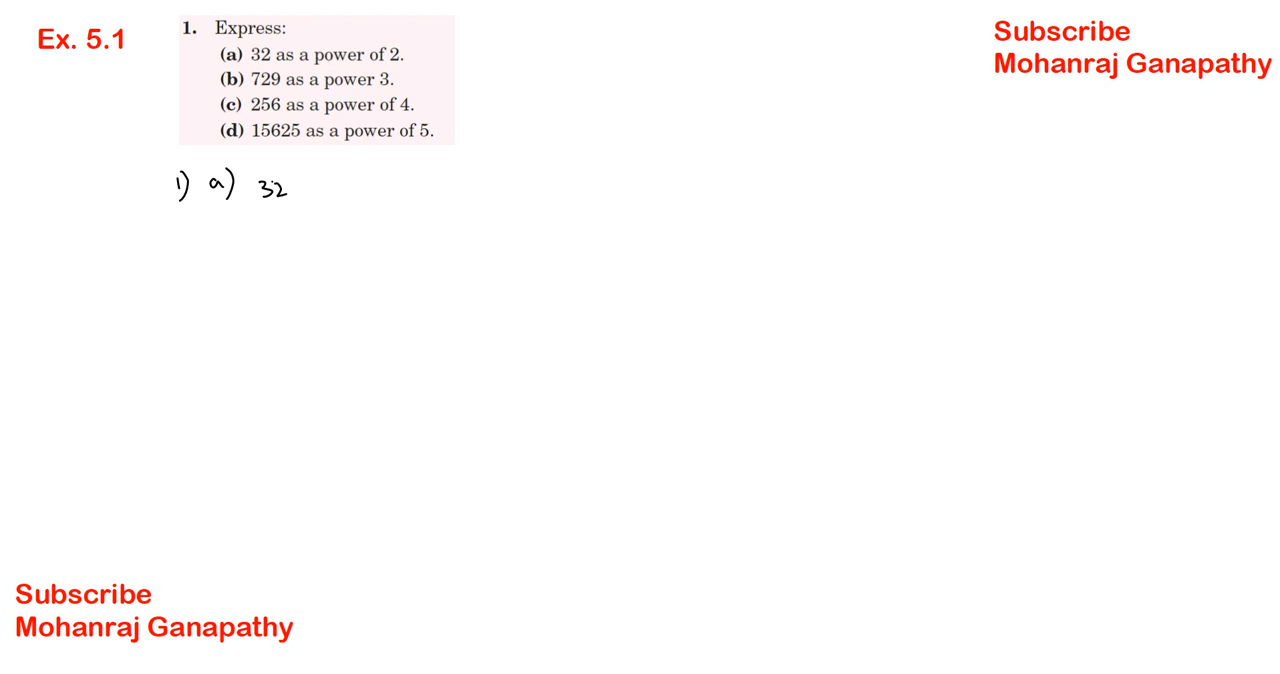 Ex. 5.1
1. Express:
(a) 32 as a power of 2.
(b) 729 as a power 3.
(c) 256 as a power of 4.
(d) 15625 as a power of 5.
Subscribe
Mohanraj Ganapathy
1) a) 32
Subscribe
Mohanraj Ganapathy